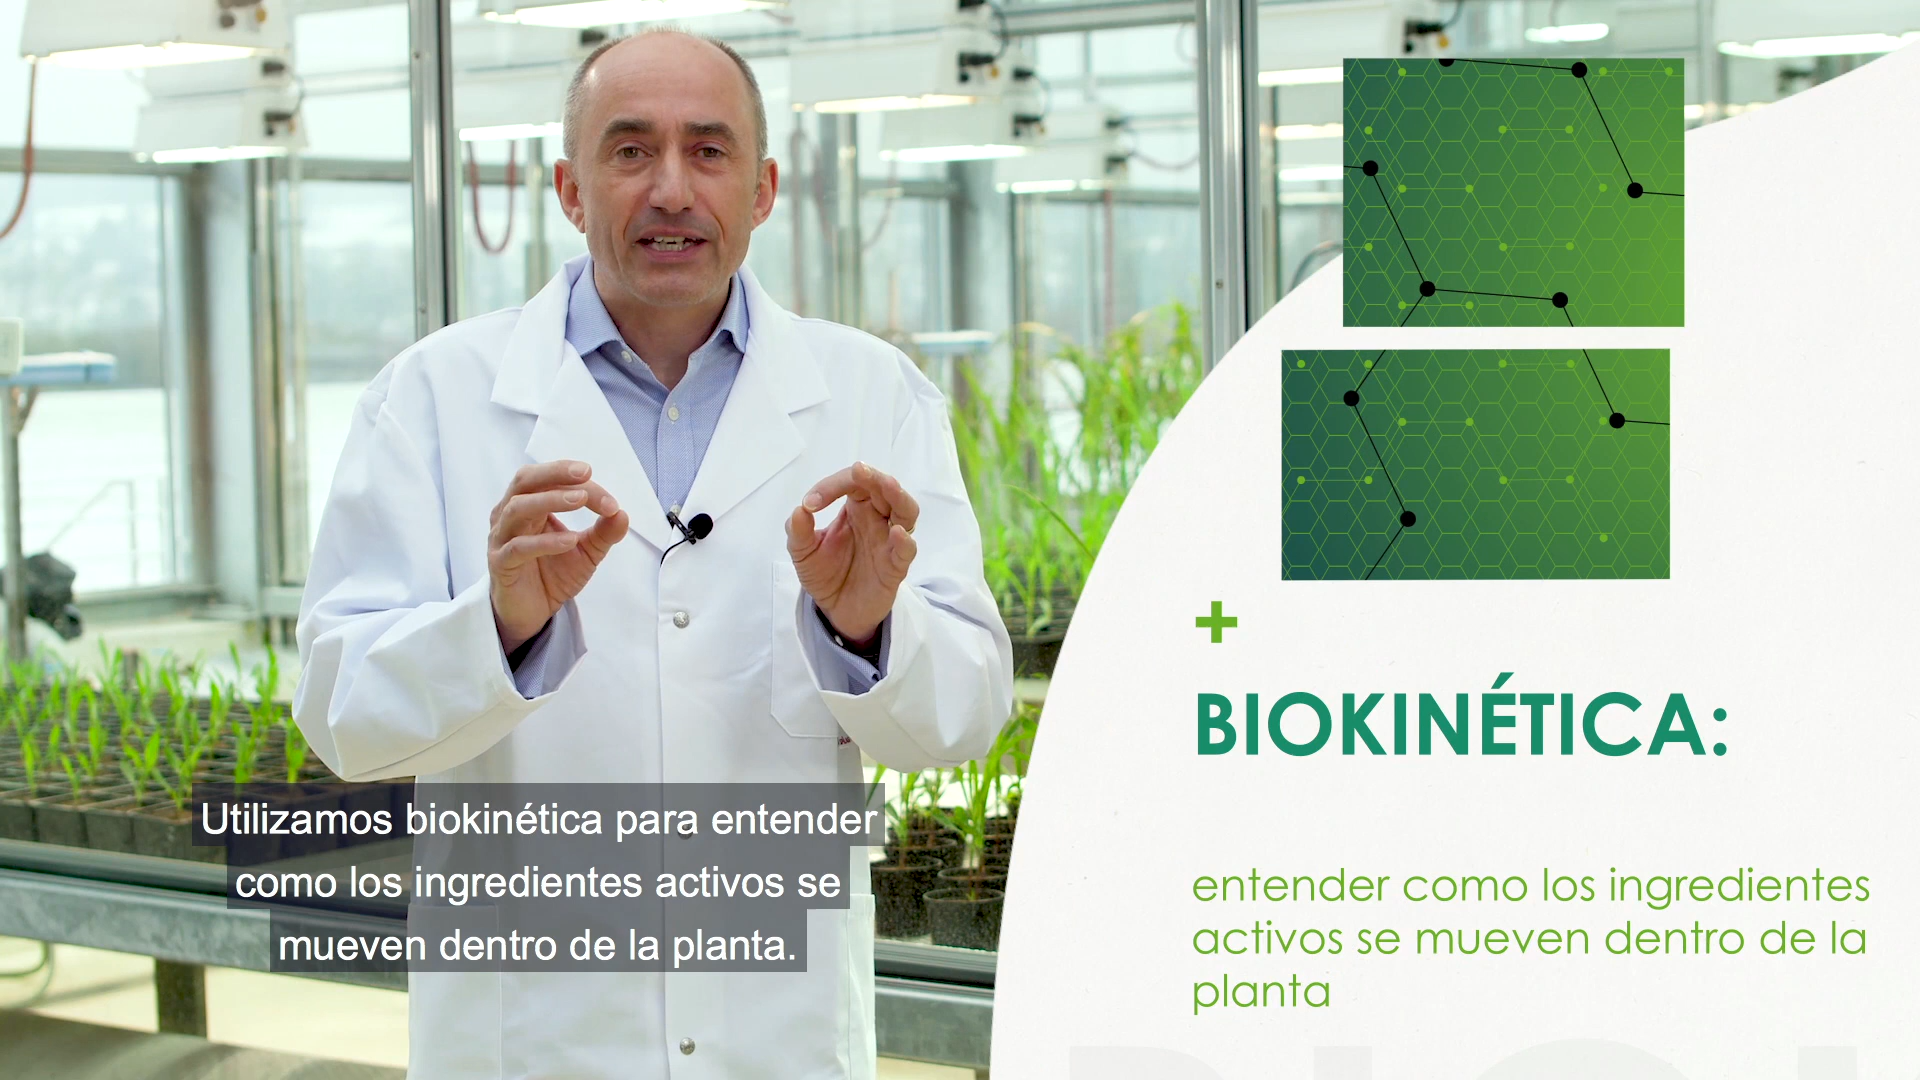 Utilizamos biokinética para entender
como los ingredientes activos se
mueven dentro de la planta.
+
BIOKINÉTICA:
entender como los ingredientes
activos se mueven dentro de la
planta